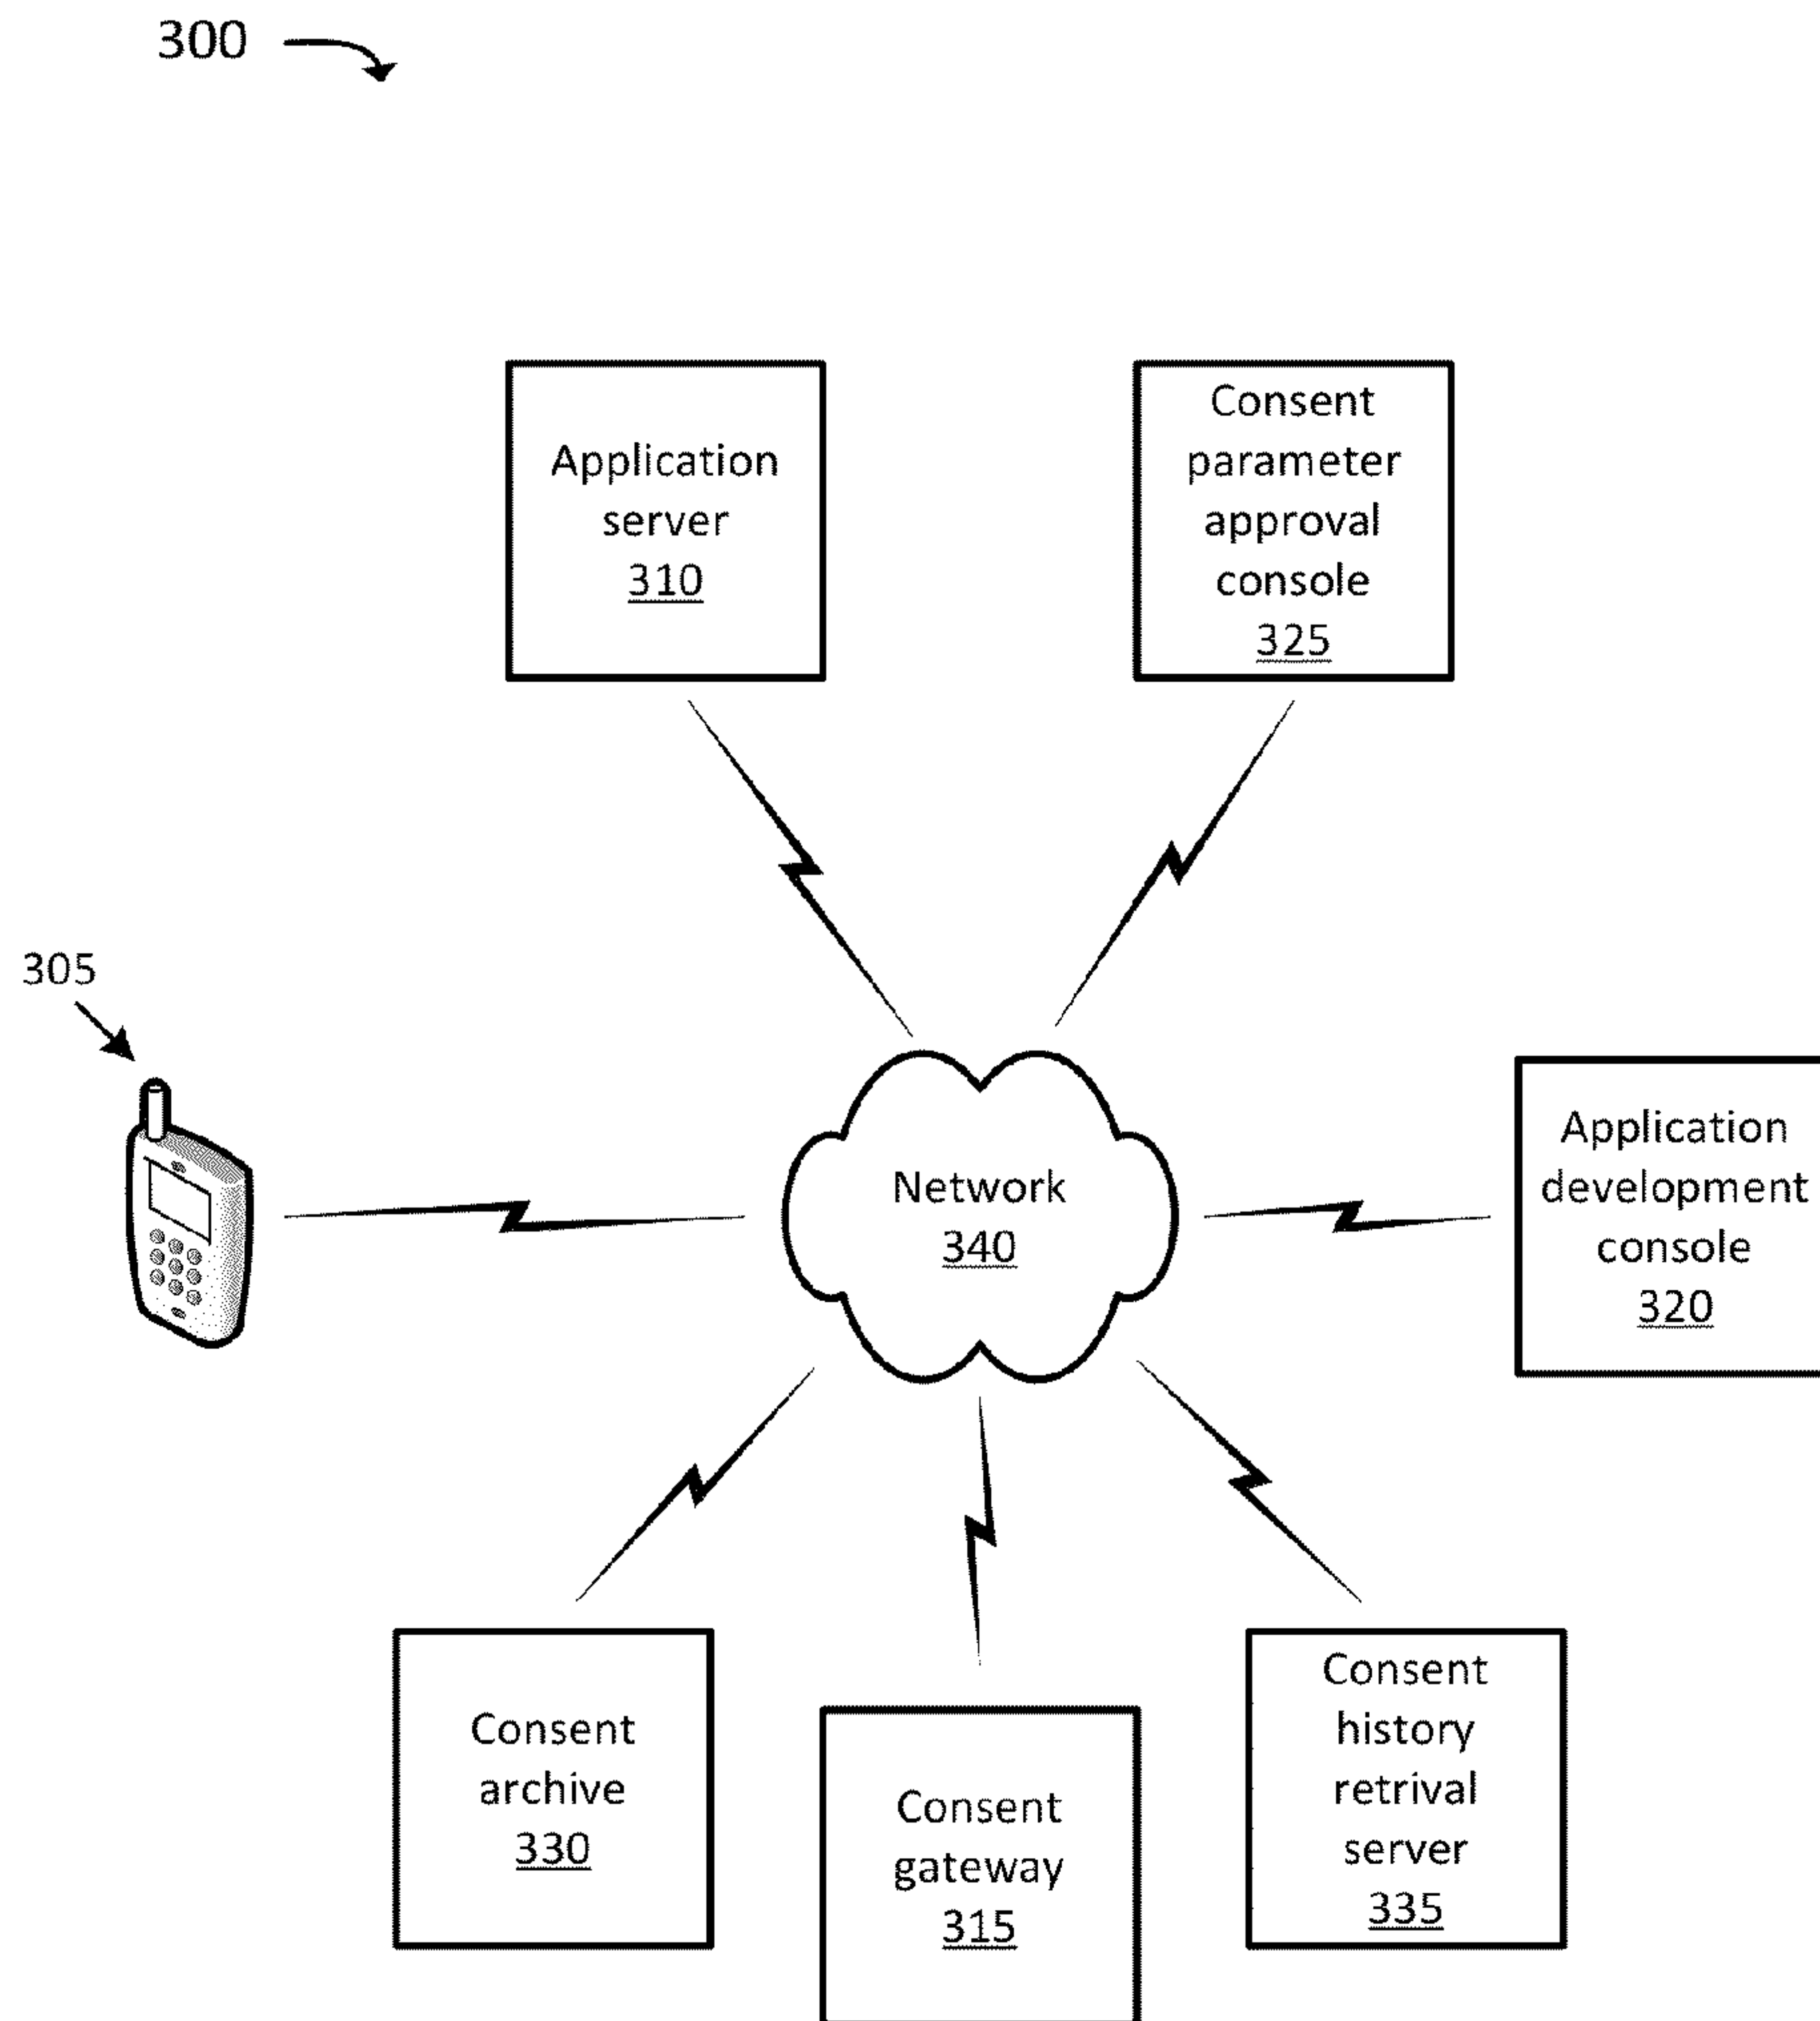 300
Application
server
310
Consent
parameter
approval
console
325
305
Network
340
Application
development
console
320
Consent
archive
330
Consent
gateway
315
Consent
history
retrival
server
335